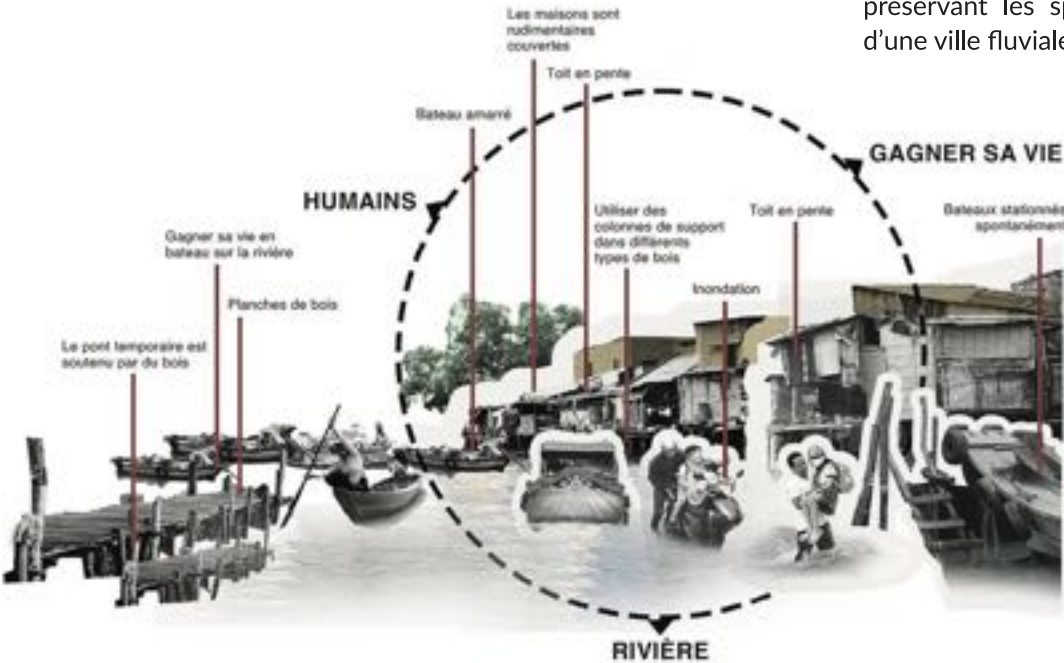 préservant les
d'une ville fluviale
Les maisons sont
rudimentaires
couvertes
Toit en pente
Bateau amarré
GAGNER SA VIE
HUMAINS
Utiliser des
colonnes de support
dans différents
types de bois
Toit en pente
Bateaux stationnés
spontanément
Gagner sa vie en
bateau sur la rivière
Inondation
Planches de bois
Le pont temporaire est
soutenu par du bois
RIVIÈRE